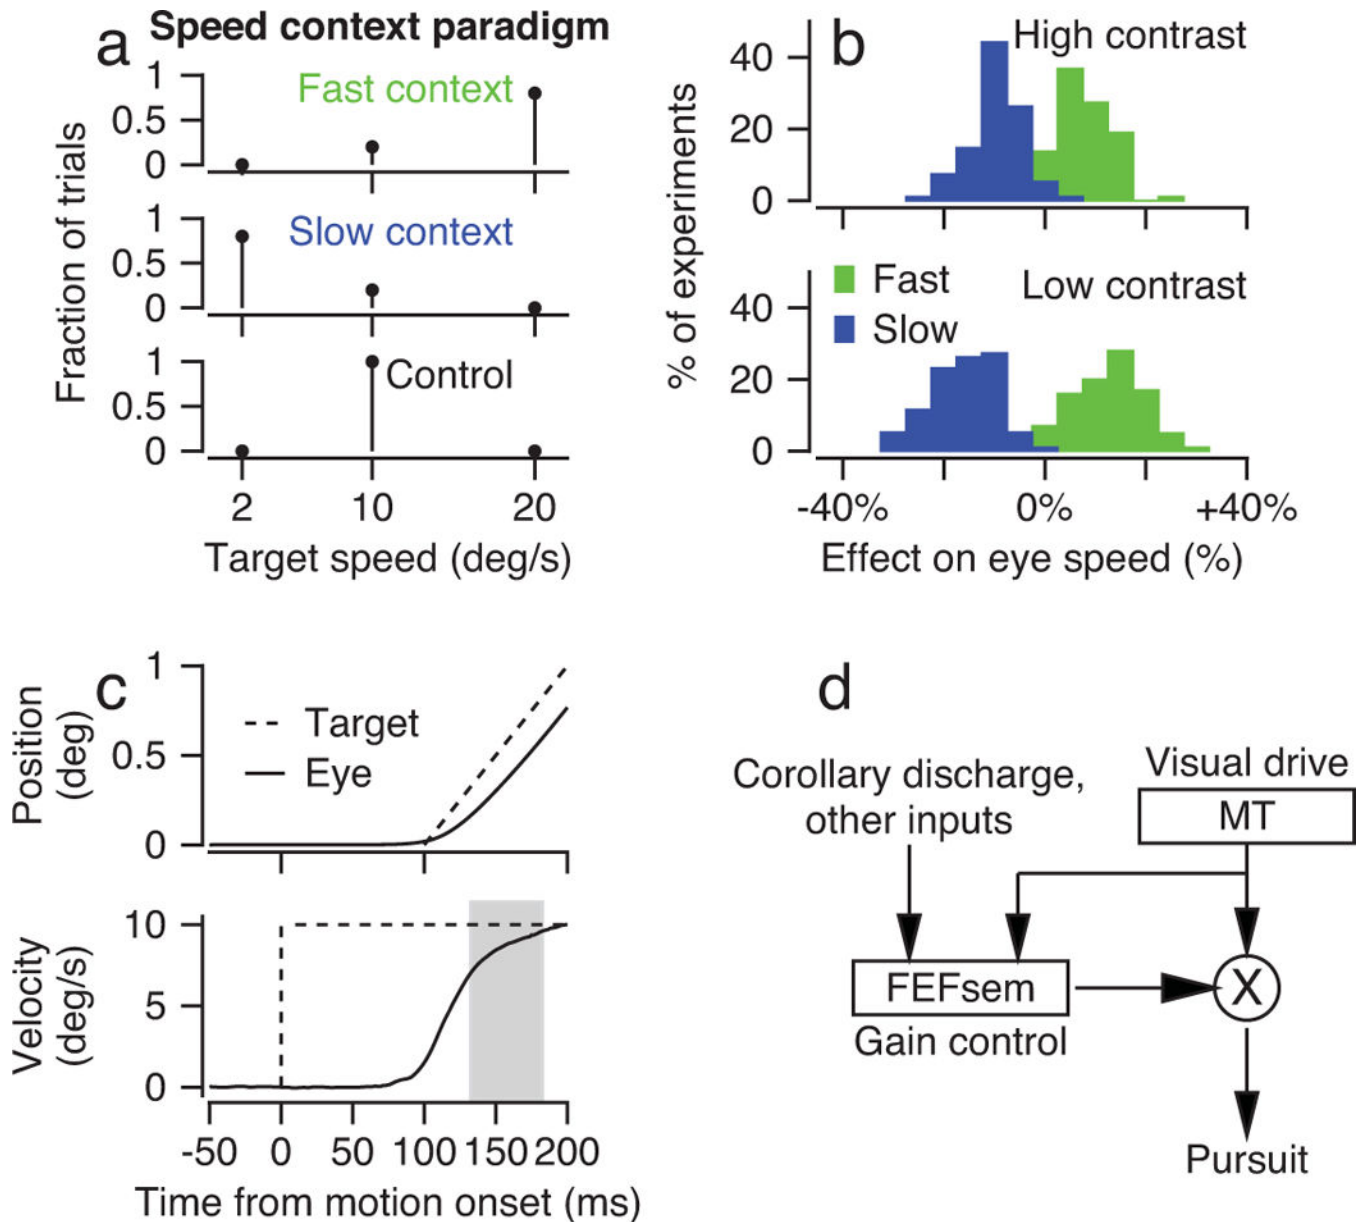 a
Speed context paradigm
Fraction of trials
1
0.5
0
Fast context
1
0.5
0
Slow context
1
0.5
0
Control
2 10 20
Target speed (deg/s)
b
High contrast
% of experiments
40
20
0
Fast
Slow
Low contrast
40
20
0
-40% 0% +40%
Effect on eye speed (%)
c
Position
(deg)
1
0.5
0
Target
Eye
Velocity
(deg/s)
10
5
0
-50 0 50 100 150 200
Time from motion onset (ms)
d
Corollary discharge,
other inputs
Visual drive
MT
FEFsem
Gain control
X
Pursuit